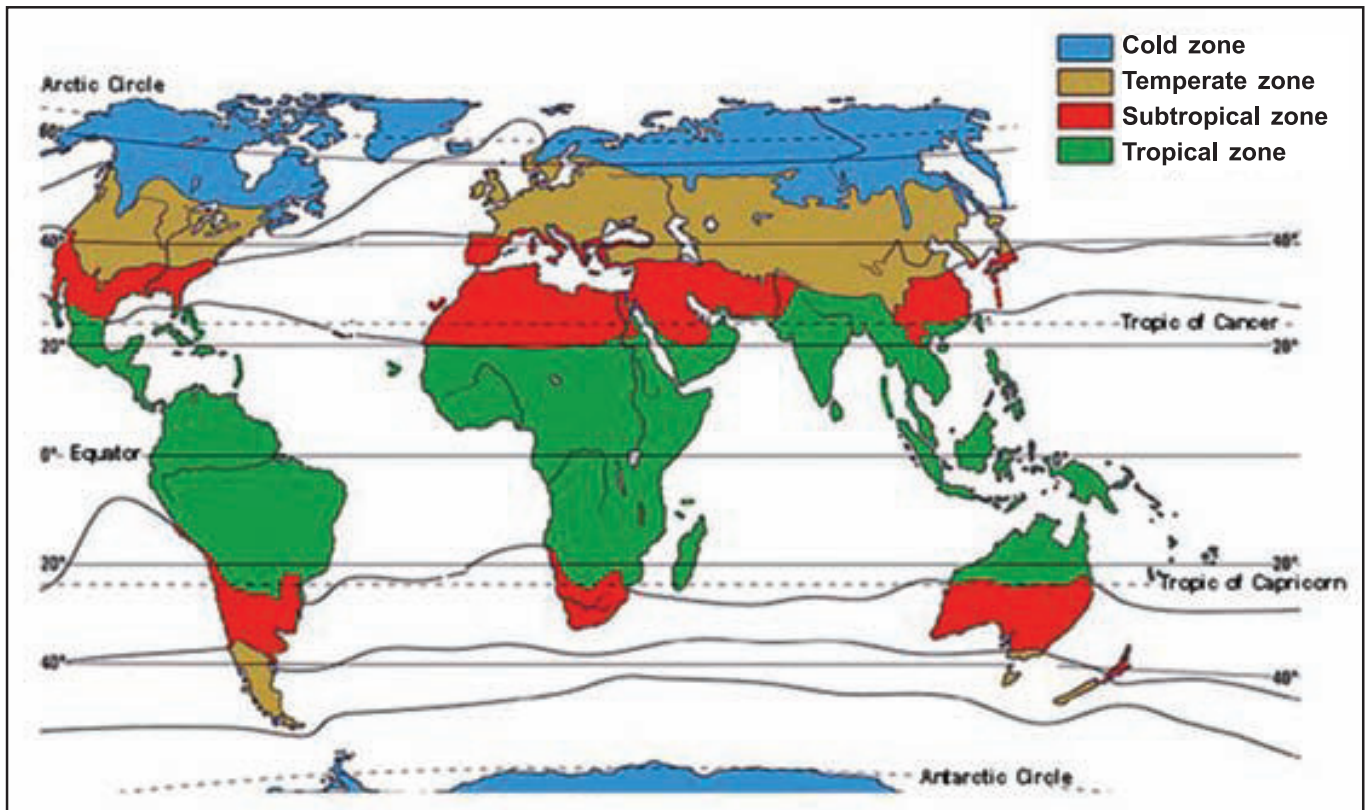 Cold zone
Temperate zone
Subtropical zone
Tropical zone
Arctic Circle
60°
40°
40°
Tropic of Cancer
20°
20°
0° Equator
20°
20°
Tropic of Capricorn
40°
40°
Antarctic Circle